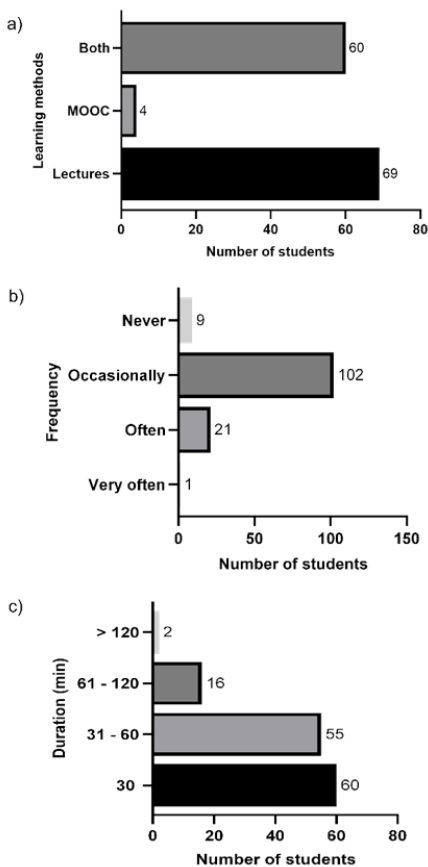 a)
Learning methods
Both
60
MOOC
4
Lectures
69
0 20 40 60 80
Number of students
b)
Frequency
Never
9
Occasionally
102
Often
21
Very often
1
0 50 100 150
Number of students
c)
Duration (min)
> 120
2
61 - 120
16
31 - 60
55
30
60
0 20 40 60 80
Number of students